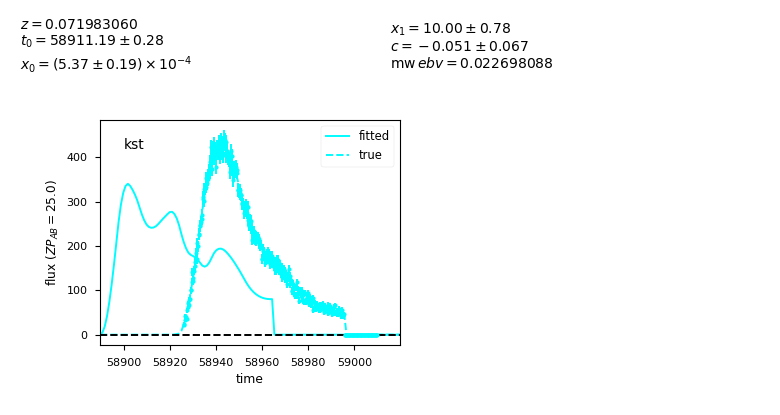 z = 0.071983060
t₀ = 58911.19 ± 0.28
x₀ = (5.37 ± 0.19) × 10⁻⁴
x₁ = 10.00 ± 0.78
c = −0.051 ± 0.067
mw ebv = 0.022698088
kst
fitted
true
flux (ZP_AB = 25.0)
400
300
200
100
0
58900 58920 58940 58960 58980 59000
time